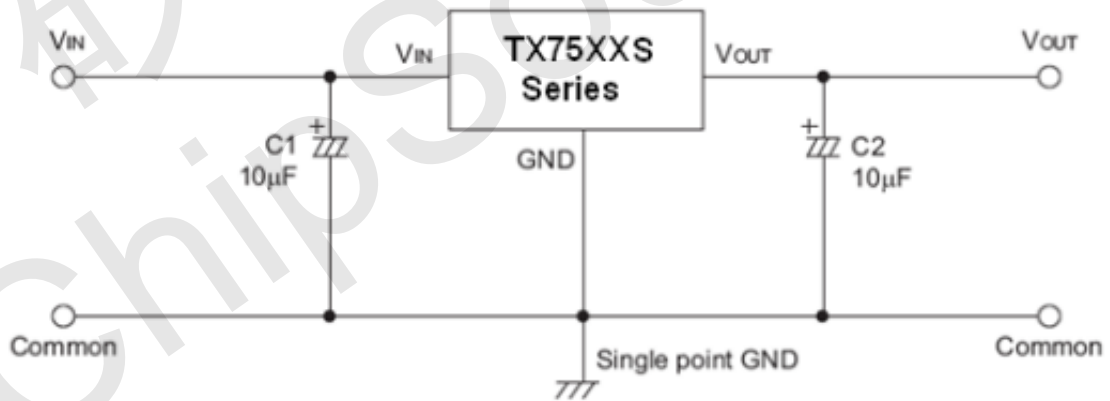 VIN
VIN
TX75XXS
Series
VOUT
VOUT
+
C1
10μF
GND
+
C2
10μF
Common
Single point GND
Common